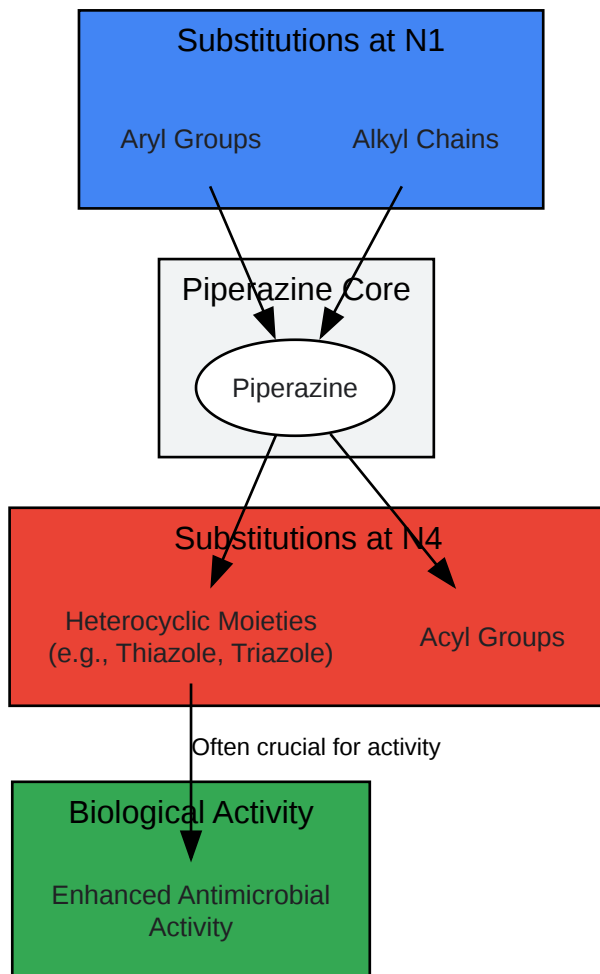 Substitutions at N1
Aryl Groups
Alkyl Chains
Piperazine Core
Piperazine
Substitutions at N4
Heterocyclic Moieties
(e.g., Thiazole, Triazole)
Acyl Groups
Often crucial for activity
Biological Activity
Enhanced Antimicrobial
Activity